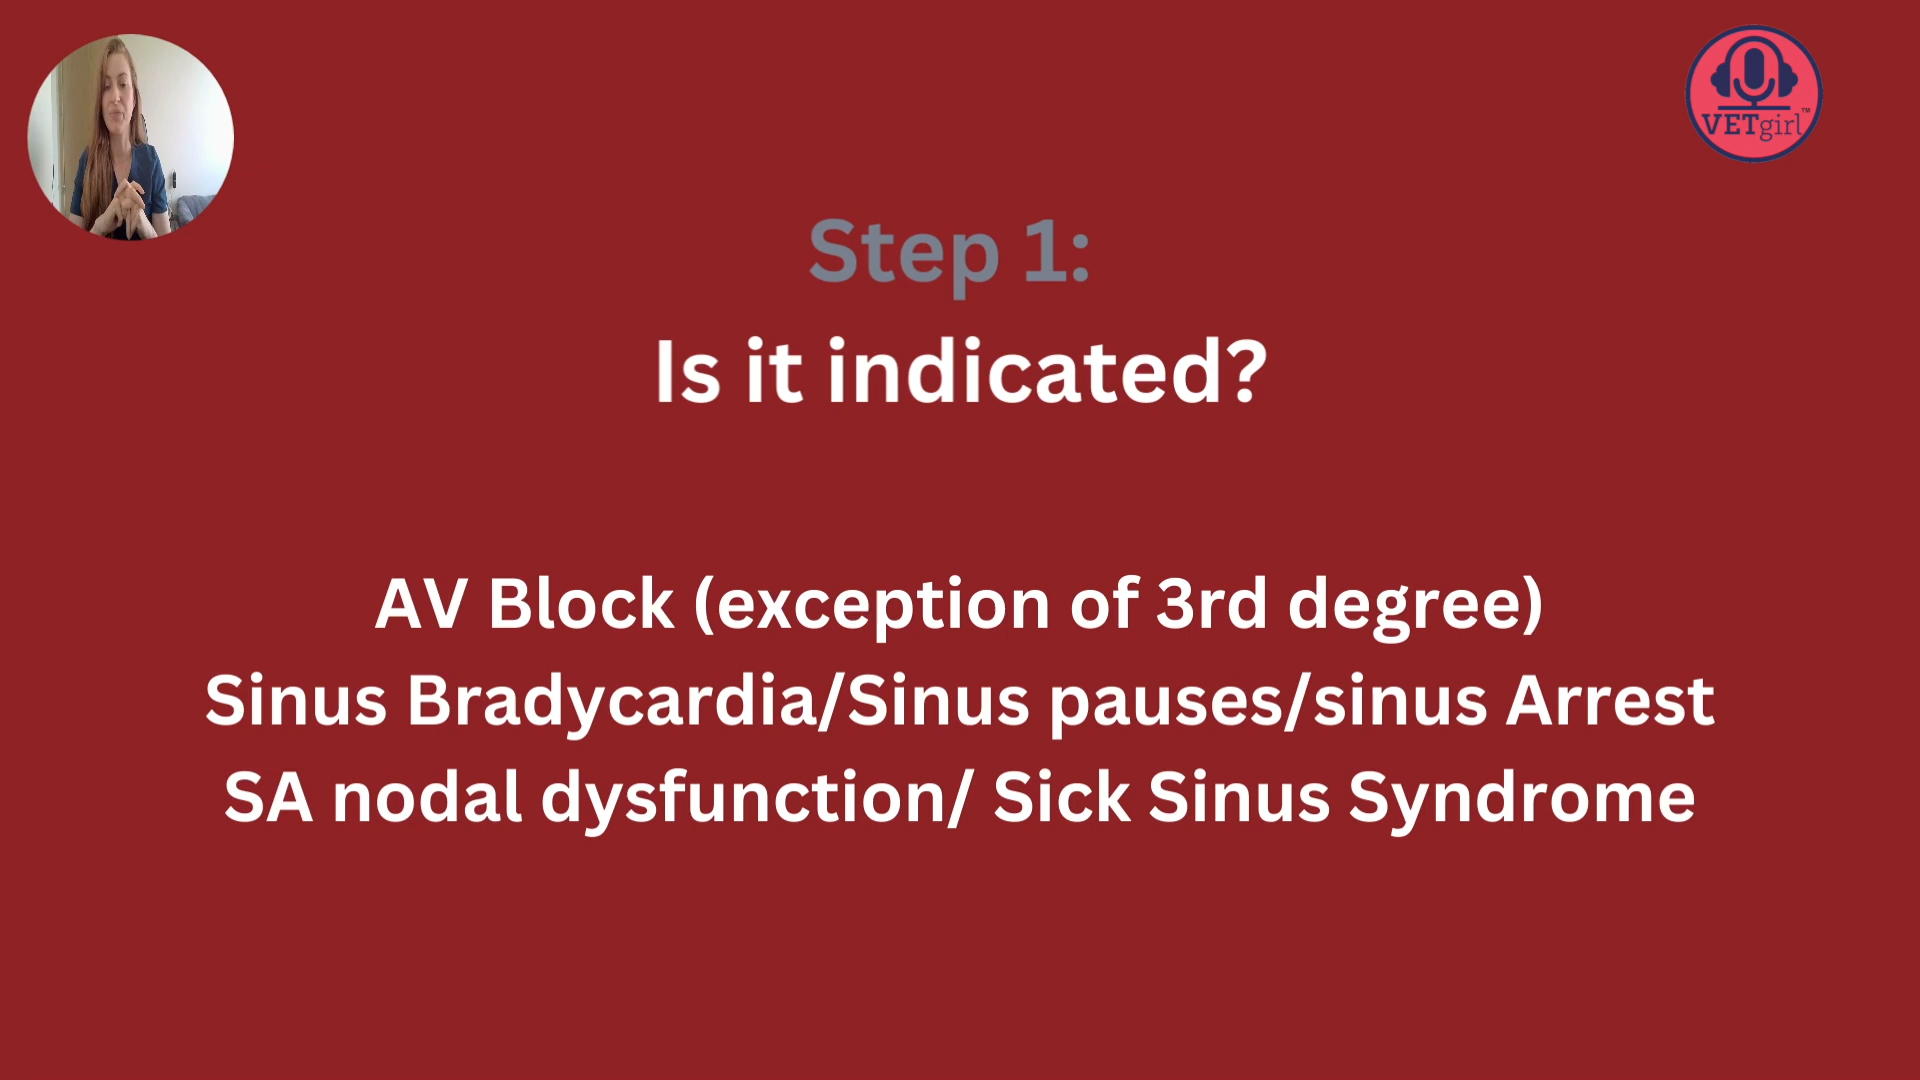 VETgirl™
Step 1:
Is it indicated?
AV Block (exception of 3rd degree)
Sinus Bradycardia/Sinus pauses/sinus Arrest
SA nodal dysfunction/ Sick Sinus Syndrome